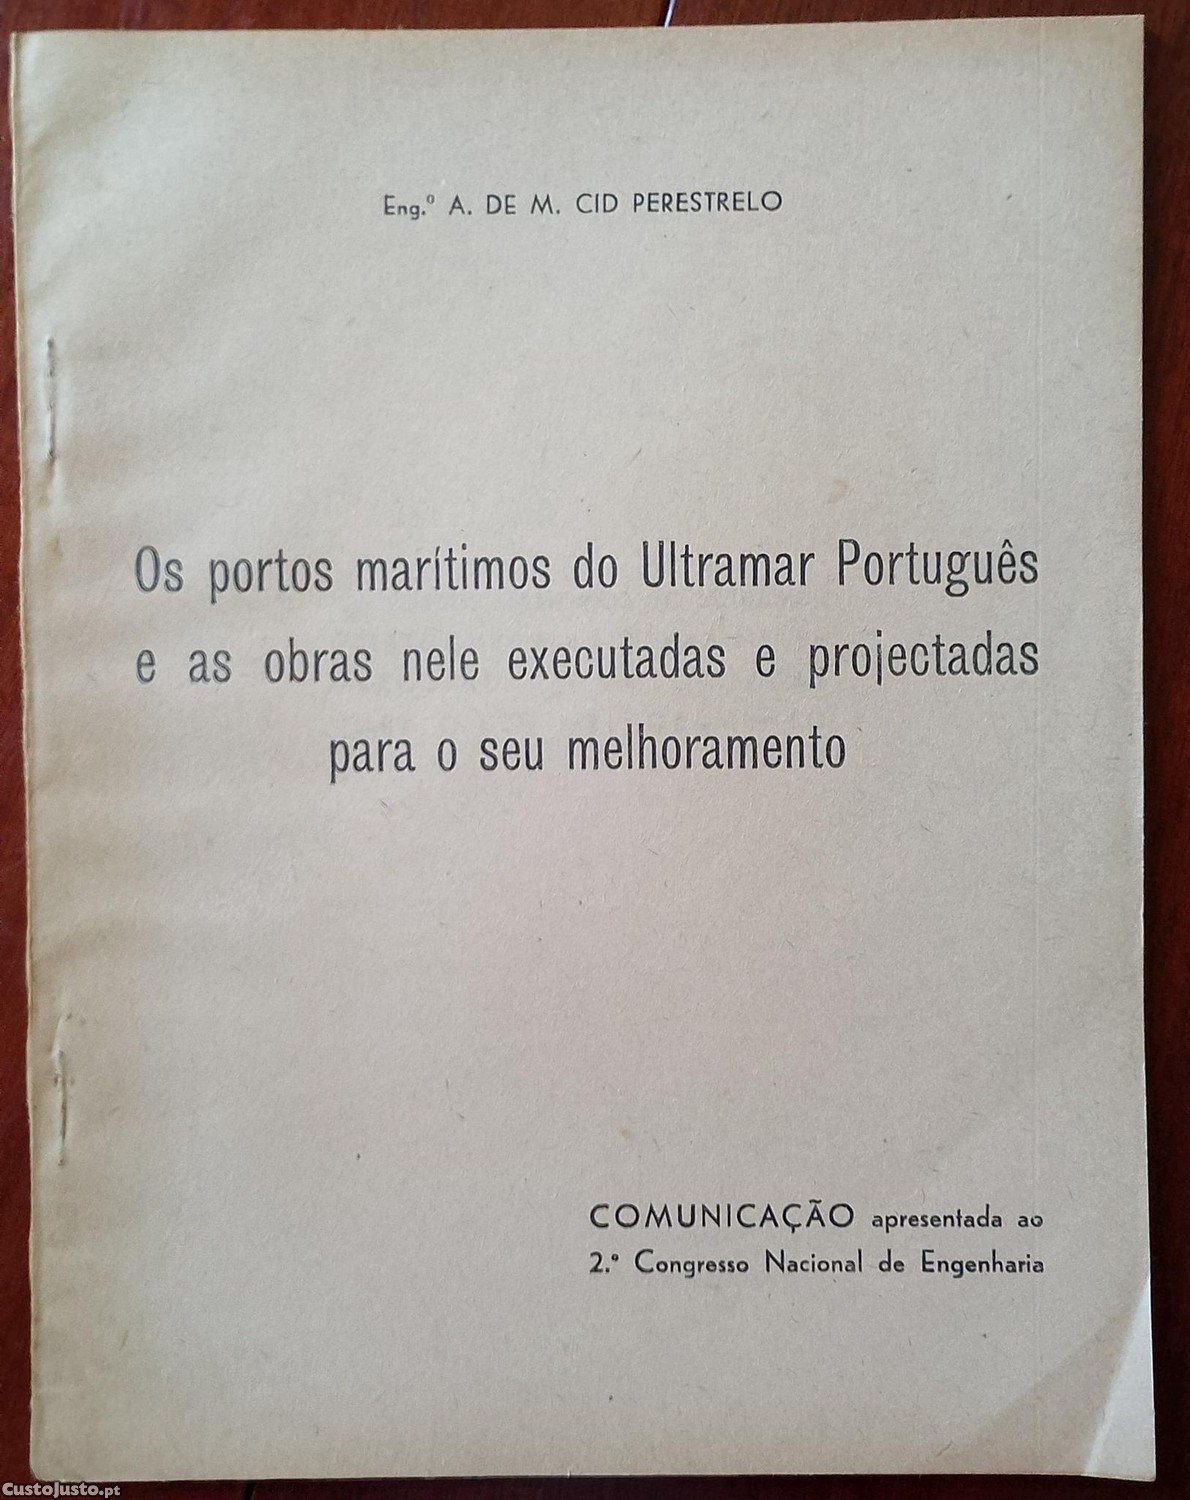 Eng.º A. DE M. CID PERESTRELO
Os portos marítimos do Ultramar Português
e as obras nele executadas e projectadas
para o seu melhoramento
COMUNICAÇÃO apresentada ao
2.º Congresso Nacional de Engenharia
CustoJusto.pt